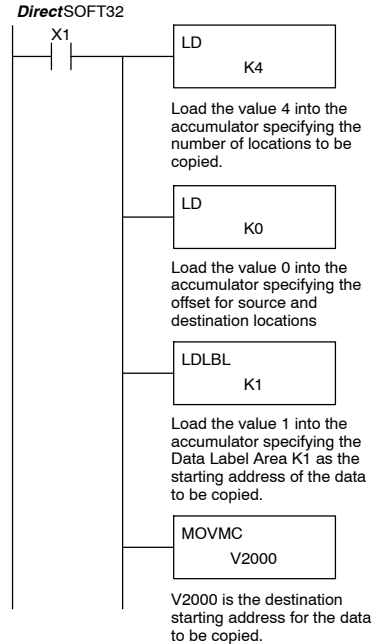 DirectSOFT32
X1
LD
K4
Load the value 4 into the
accumulator specifying the
number of locations to be
copied.
LD
K0
Load the value 0 into the
accumulator specifying the
offset for source and
destination locations
LDLBL
K1
Load the value 1 into the
accumulator specifying the
Data Label Area K1 as the
starting address of the data
to be copied.
MOVMC
V2000
V2000 is the destination
starting address for the data
to be copied.